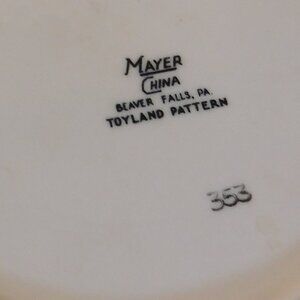 MAYER
CHINA
BEAVER FALLS, PA.
TOYLAND PATTERN
353